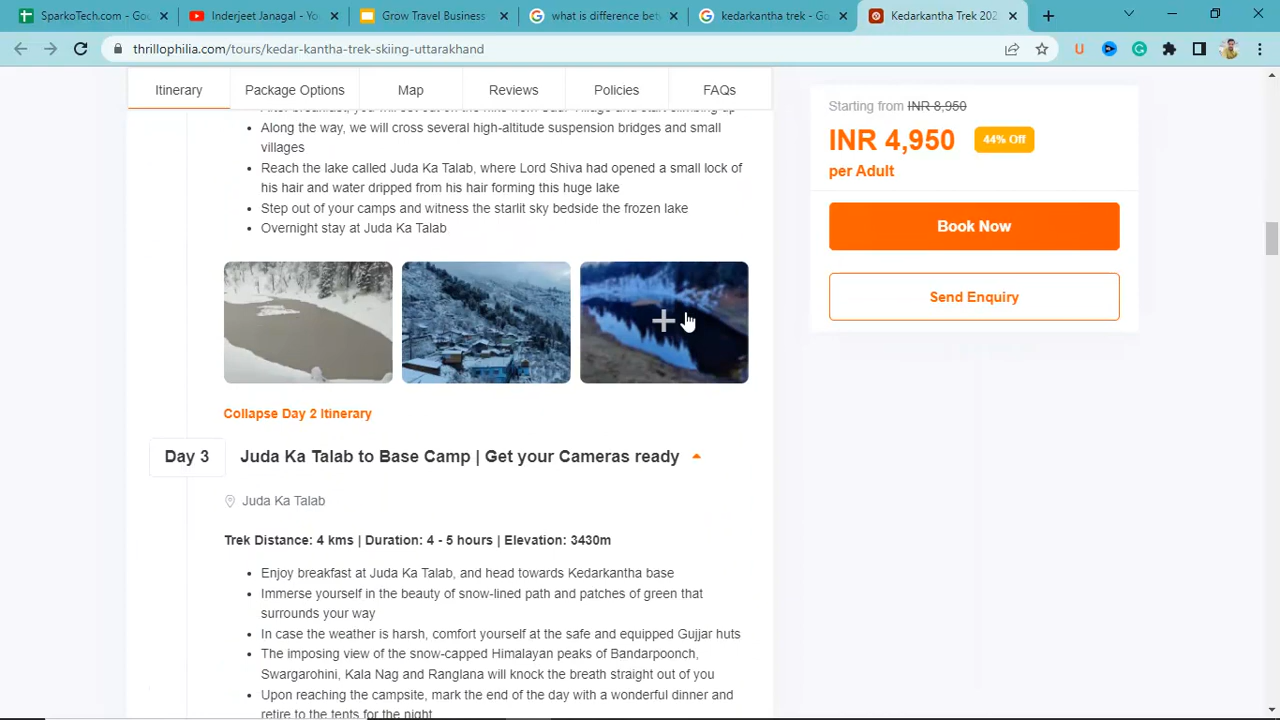 SparkoTech.com - Go
Inderjeet Janagal - Yo
Grow Travel Business
what is difference bet
kedarkantha trek - Go
Kedarkantha Trek 202
thrillophilia.com/tours/kedar-kantha-trek-skiing-uttarakhand
Itinerary
Package Options
Map
Reviews
Policies
FAQs
Along the way, we will cross several high-altitude suspension bridges and small
villages
Reach the lake called Juda Ka Talab, where Lord Shiva had opened a small lock of
his hair and water dripped from his hair forming this huge lake
Step out of your camps and witness the starlit sky bedside the frozen lake
Overnight stay at Juda Ka Talab
Collapse Day 2 Itinerary
Day 3
Juda Ka Talab to Base Camp | Get your Cameras ready
Juda Ka Talab
Trek Distance: 4 kms | Duration: 4 - 5 hours | Elevation: 3430m
Enjoy breakfast at Juda Ka Talab, and head towards Kedarkantha base
Immerse yourself in the beauty of snow-lined path and patches of green that
surrounds your way
In case the weather is harsh, comfort yourself at the safe and equipped Gujjar huts
The imposing view of the snow-capped Himalayan peaks of Bandarpoonch,
Swargarohini, Kala Nag and Ranglana will knock the breath straight out of you
Upon reaching the campsite, mark the end of the day with a wonderful dinner and
retire to the tents for the night
Starting from INR 8,950
INR 4,950
44% Off
per Adult
Book Now
Send Enquiry